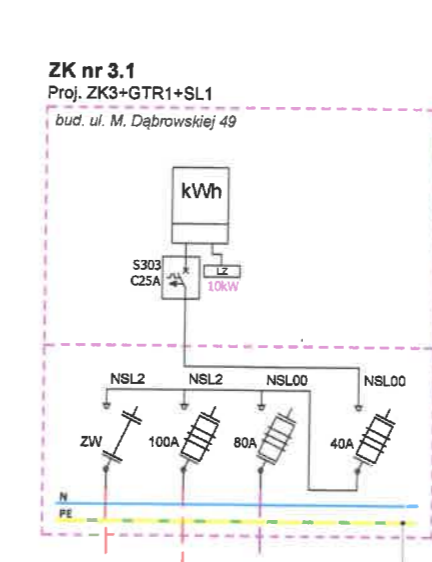 ZK nr 3.1
Proj. ZK3+GTR1+SL1
bud. ul. M. Dąbrowskiej 49
kWh
S303
C25A
LZ
10kW
NSL2 NSL2 NSL00 NSL00
ZW 100A 80A 40A
N
PE